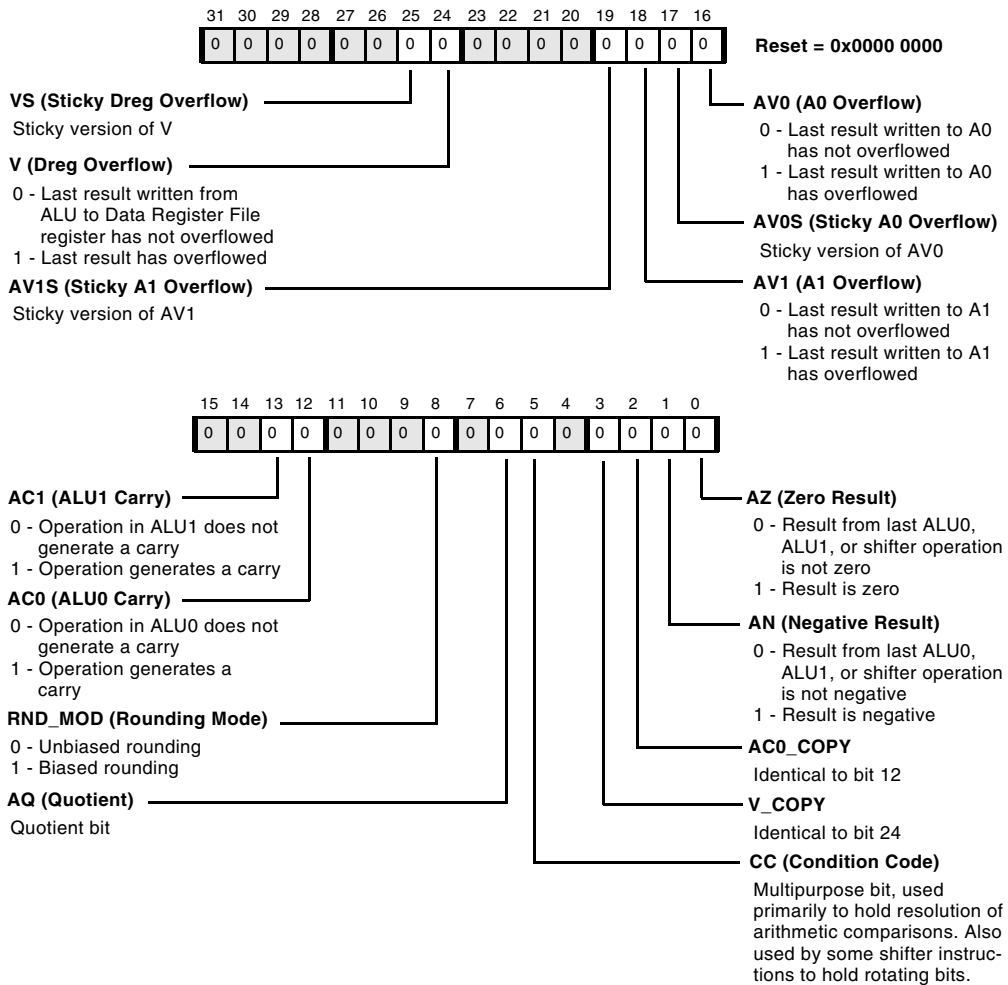 31 30 29 28 27 26 25 24 23 22 21 20 19 18 17 16
0 0 0 0 0 0 0 0 0 0 0 0 0 0 0 0
Reset = 0x0000 0000
VS (Sticky Dreg Overflow)
Sticky version of V
V (Dreg Overflow)
0 - Last result written from
ALU to Data Register File
register has not overflowed
1 - Last result has overflowed
AV1S (Sticky A1 Overflow)
Sticky version of AV1
AV0 (A0 Overflow)
0 - Last result written to A0
has not overflowed
1 - Last result written to A0
has overflowed
AV0S (Sticky A0 Overflow)
Sticky version of AV0
AV1 (A1 Overflow)
0 - Last result written to A1
has not overflowed
1 - Last result written to A1
has overflowed
15 14 13 12 11 10 9 8 7 6 5 4 3 2 1 0
0 0 0 0 0 0 0 0 0 0 0 0 0 0 0 0
AC1 (ALU1 Carry)
0 - Operation in ALU1 does not
generate a carry
1 - Operation generates a carry
AC0 (ALU0 Carry)
0 - Operation in ALU0 does not
generate a carry
1 - Operation generates a
carry
RND_MOD (Rounding Mode)
0 - Unbiased rounding
1 - Biased rounding
AQ (Quotient)
Quotient bit
AZ (Zero Result)
0 - Result from last ALU0,
ALU1, or shifter operation
is not zero
1 - Result is zero
AN (Negative Result)
0 - Result from last ALU0,
ALU1, or shifter operation
is not negative
1 - Result is negative
AC0_COPY
Identical to bit 12
V_COPY
Identical to bit 24
CC (Condition Code)
Multipurpose bit, used
primarily to hold resolution of
arithmetic comparisons. Also
used by some shifter instruc-
tions to hold rotating bits.